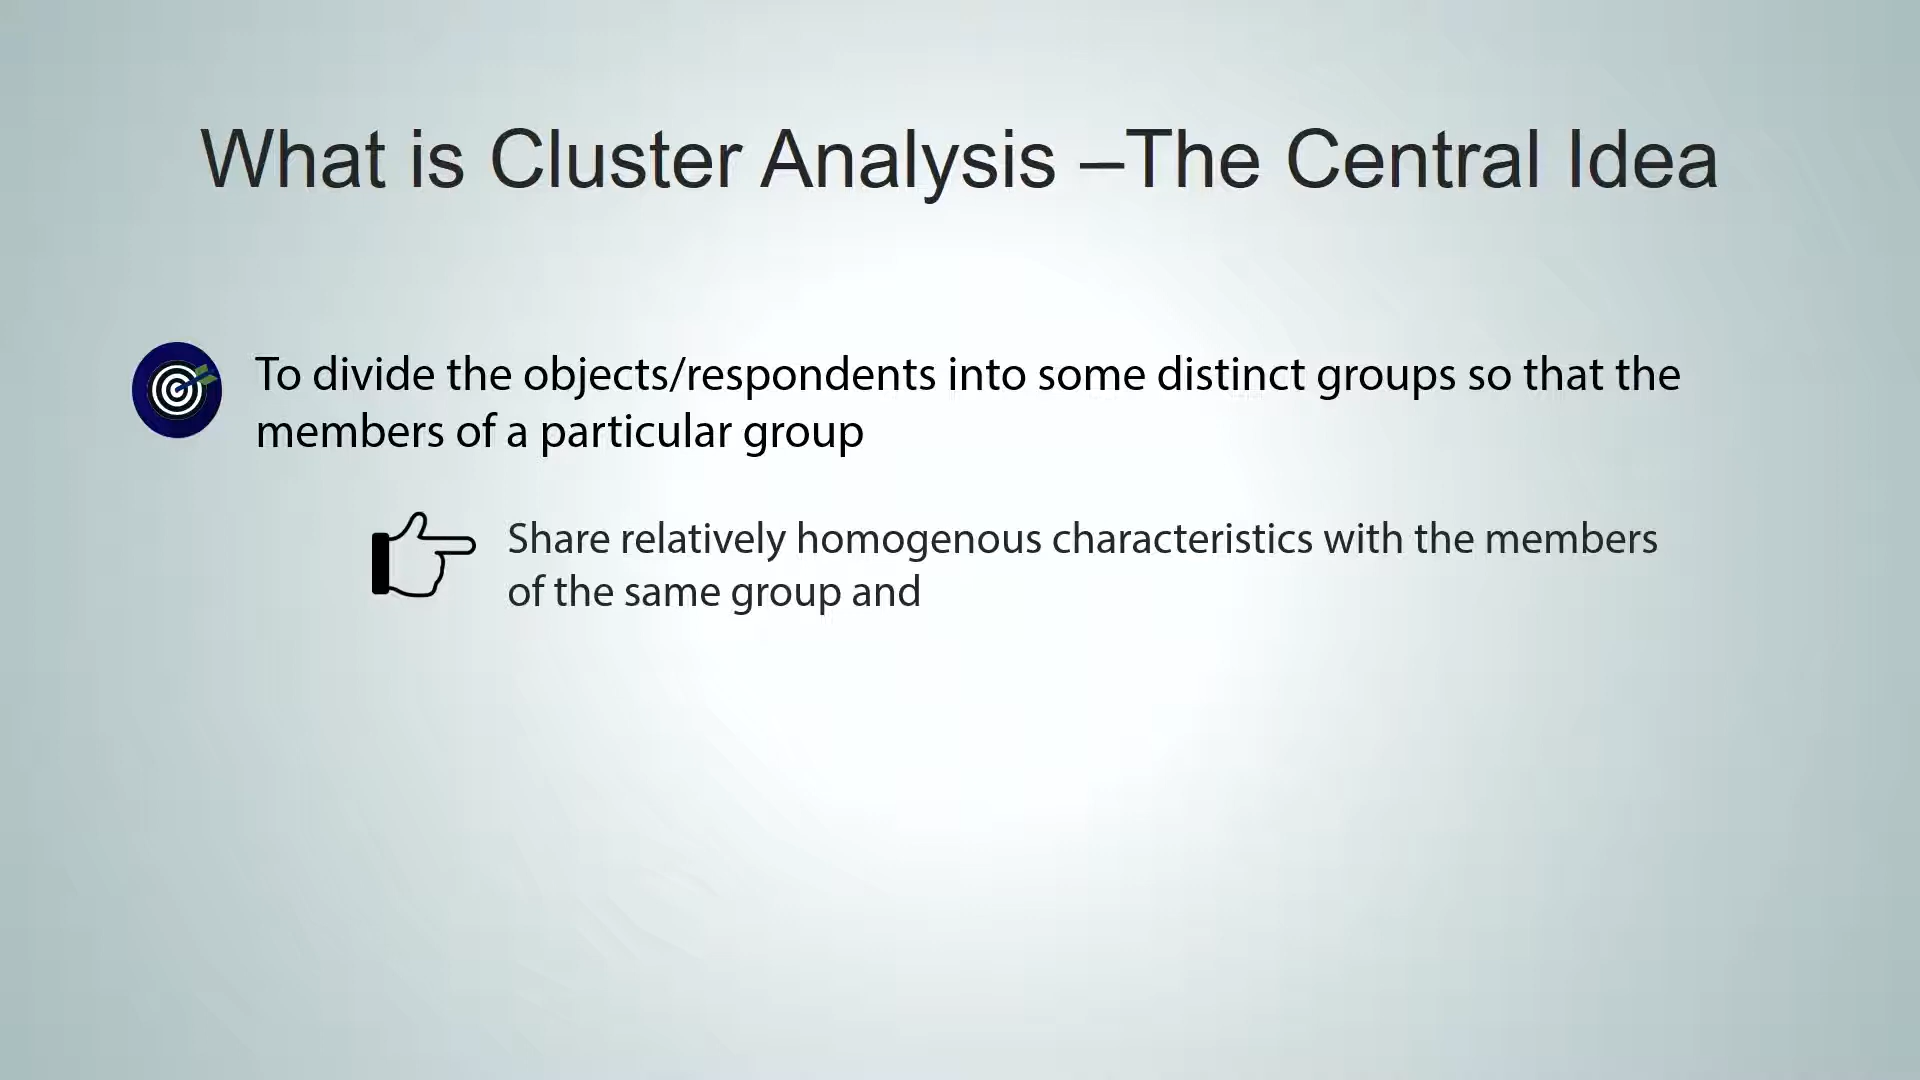 What is Cluster Analysis –The Central Idea
To divide the objects/respondents into some distinct groups so that the
members of a particular group
Share relatively homogenous characteristics with the members
of the same group and